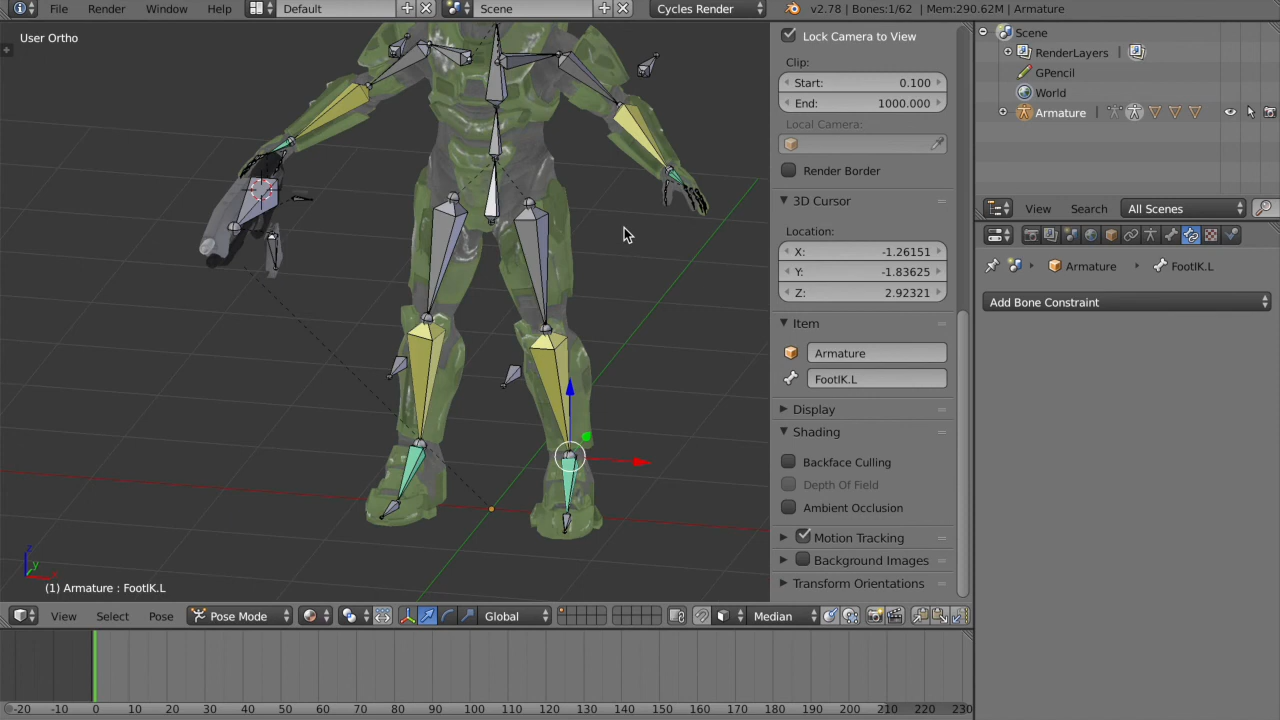 File Render Window Help Default Scene Cycles Render v2.78 | Bones:1/62 | Mem:290.62M | Armature
User Ortho
Lock Camera to View
Clip:
Start: 0.100
End: 1000.000
Local Camera:
Render Border
3D Cursor
Location:
X: -1.26151
Y: -1.83625
Z: 2.92321
Item
Armature
FootIK.L
Display
Shading
Backface Culling
Depth Of Field
Ambient Occlusion
Motion Tracking
Background Images
Transform Orientations
Scene
RenderLayers
GPencil
World
Armature
View Search All Scenes
Armature FootIK.L
Add Bone Constraint
z
y
x
(1) Armature : FootIK.L
View Select Pose Pose Mode Global Median
-20 -10 0 10 20 30 40 50 60 70 80 90 100 110 120 130 140 150 160 170 180 190 200 210 220 230